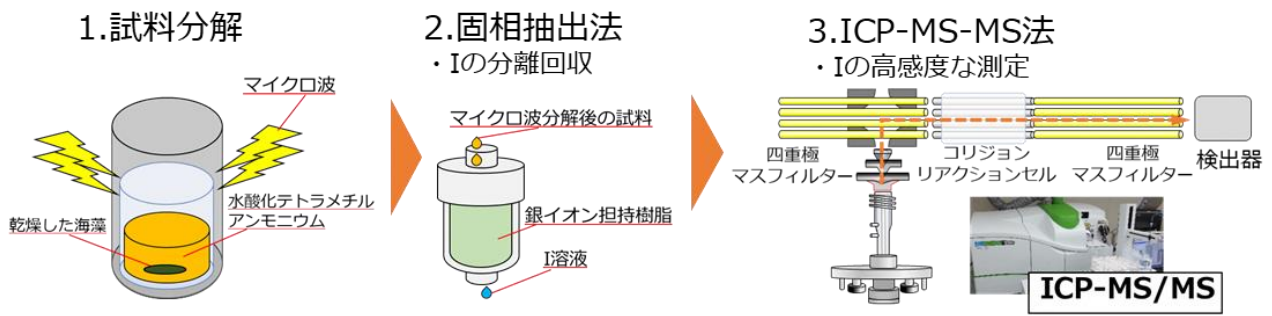 1.試料分解
マイクロ波
乾燥した海藻
水酸化テトラメチル
アンモニウム
2.固相抽出法
・Iの分離回収
マイクロ波分解後の試料
銀イオン担持樹脂
I溶液
3.ICP-MS-MS法
・Iの高感度な測定
四重極
マスフィルター
コリジョン
リアクションセル
四重極
マスフィルター
検出器
ICP-MS/MS